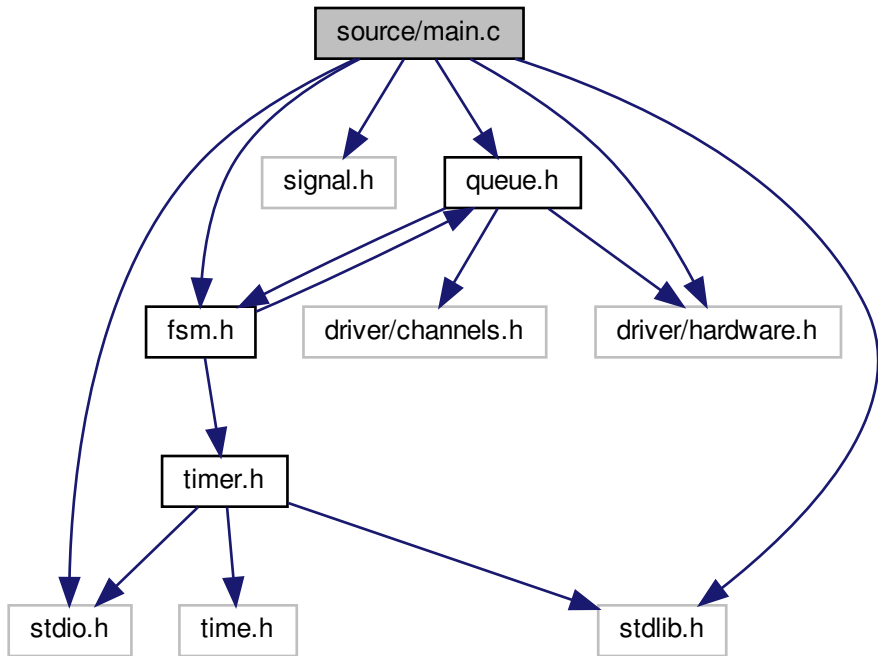 source/main.c
signal.h
queue.h
fsm.h
driver/channels.h
driver/hardware.h
timer.h
stdio.h
time.h
stdlib.h